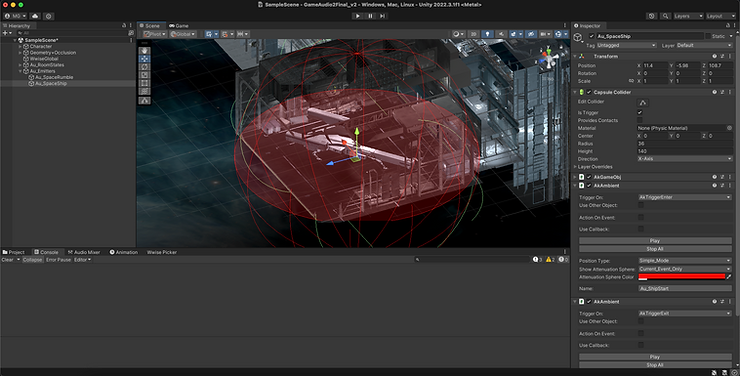 SampleScene - GameAudio2Final_v2 - Windows, Mac, Linux - Unity 2022.3.1f1 <Metal>
MG
Layers
Layout
Hierarchy
Scene
Game
Inspector
All
Pivot
Global
2D
SampleScene*
Character
Geometry+Occlusion
WwiseGlobal
Au_RoomStates
Au_Emitters
Au_SpaceRumble
Au_SpaceShip
Au_SpaceShip
Static
Tag Untagged
Layer Default
Transform
Position X 11.4 Y -5.98 Z 108.7
Rotation X 0 Y 0 Z 0
Scale X 1 Y 1 Z 1
Capsule Collider
Edit Collider
Is Trigger
Provides Contacts
Material None (Physic Material)
Center X 0 Y 0 Z 0
Radius 36
Height 140
Direction X-Axis
Layer Overrides
AkGameObj
AkAmbient
Trigger On: AkTriggerEnter
Use Other Object:
Action On Event:
Use Callback:
Play
Stop All
Position Type: Simple_Mode
Show Attenuation Sphere: Current_Event_Only
Attenuation Sphere Color:
Name: Au_ShipStart
AkAmbient
Trigger On: AkTriggerExit
Use Other Object:
Action On Event:
Use Callback:
Play
Stop All
Project
Console
Audio Mixer
Animation
Wwise Picker
Clear
Collapse
Error Pause
Editor
3
2
0